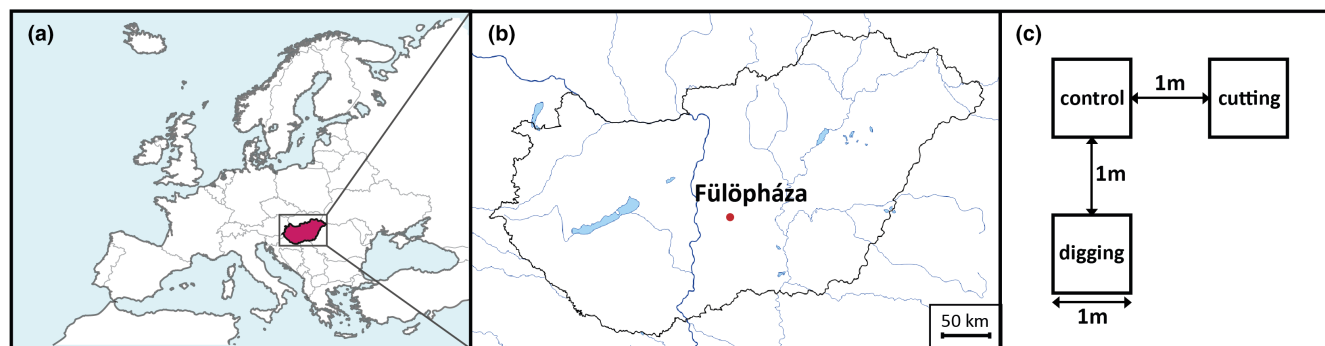 (a)
(b)
Fülöpháza
50 km
(c)
control
1m
cutting
1m
digging
1m